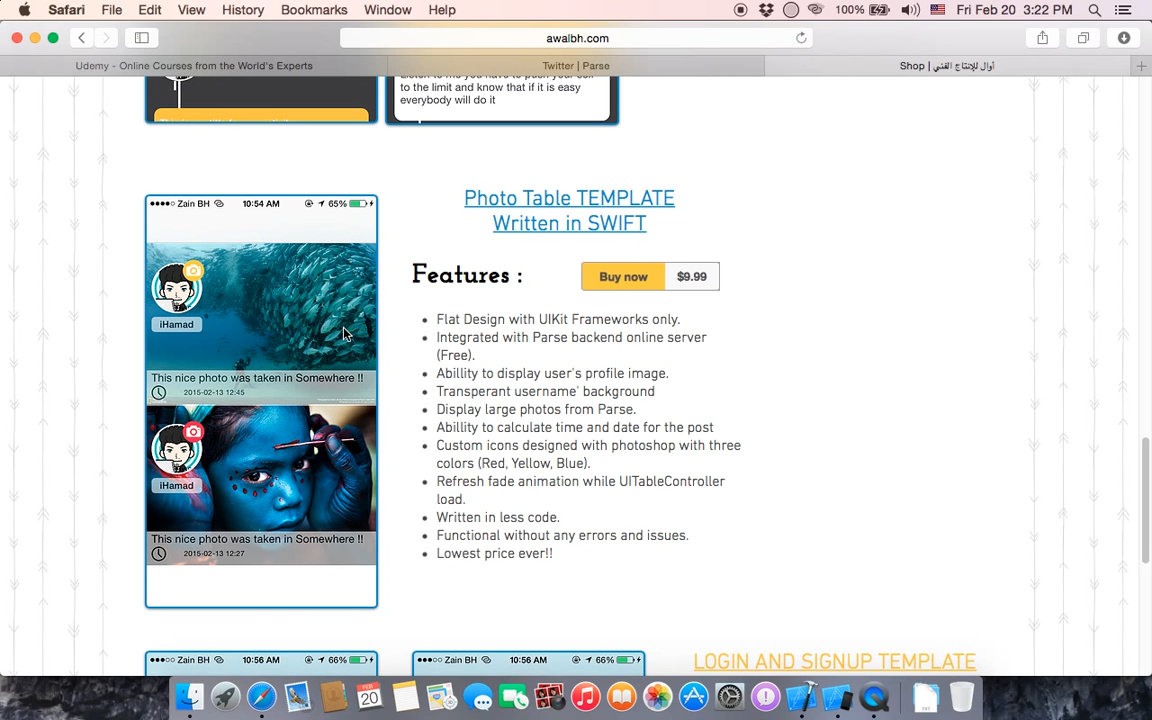 Safari File Edit View History Bookmarks Window Help 100% Fri Feb 20 3:22 PM
awalbh.com
Udemy - Online Courses from the World's Experts
Twitter | Parse
Shop | أوال للإنتاج الفني
to the limit and know that if it is easy
everybody will do it
Photo Table TEMPLATE
Written in SWIFT
Zain BH 10:54 AM 65%
Features :
Buy now $9.99
iHamad
This nice photo was taken in Somewhere !!
2015-02-13 12:45
iHamad
This nice photo was taken in Somewhere !!
2015-02-13 12:27
Flat Design with UIKit Frameworks only.
Integrated with Parse backend online server
(Free).
Abillity to display user's profile image.
Transperant username' background
Display large photos from Parse.
Abillity to calculate time and date for the post
Custom icons designed with photoshop with three
colors (Red, Yellow, Blue).
Refresh fade animation while UITableController
load.
Written in less code.
Functional without any errors and issues.
Lowest price ever!!
Zain BH 10:56 AM 66%
Zain BH 10:56 AM 66%
LOGIN AND SIGNUP TEMPLATE
FEB
20